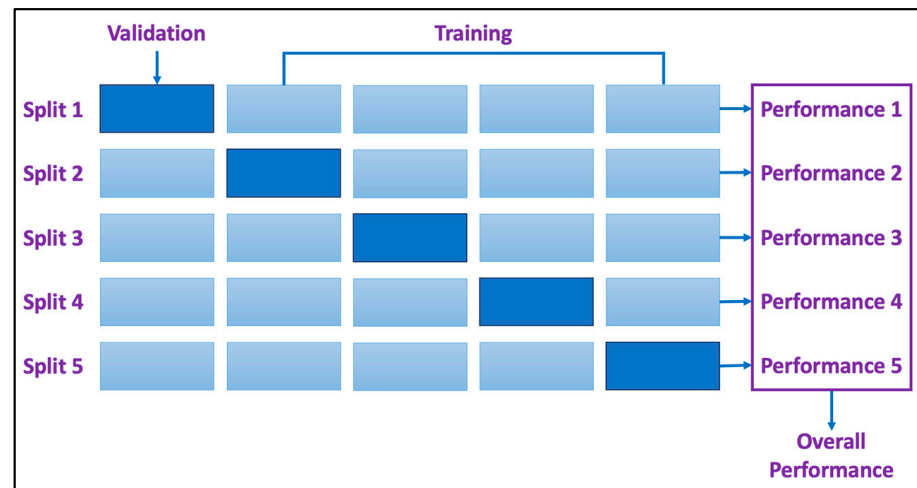 Validation
Training
Split 1
Performance 1
Split 2
Performance 2
Split 3
Performance 3
Split 4
Performance 4
Split 5
Performance 5
Overall
Performance